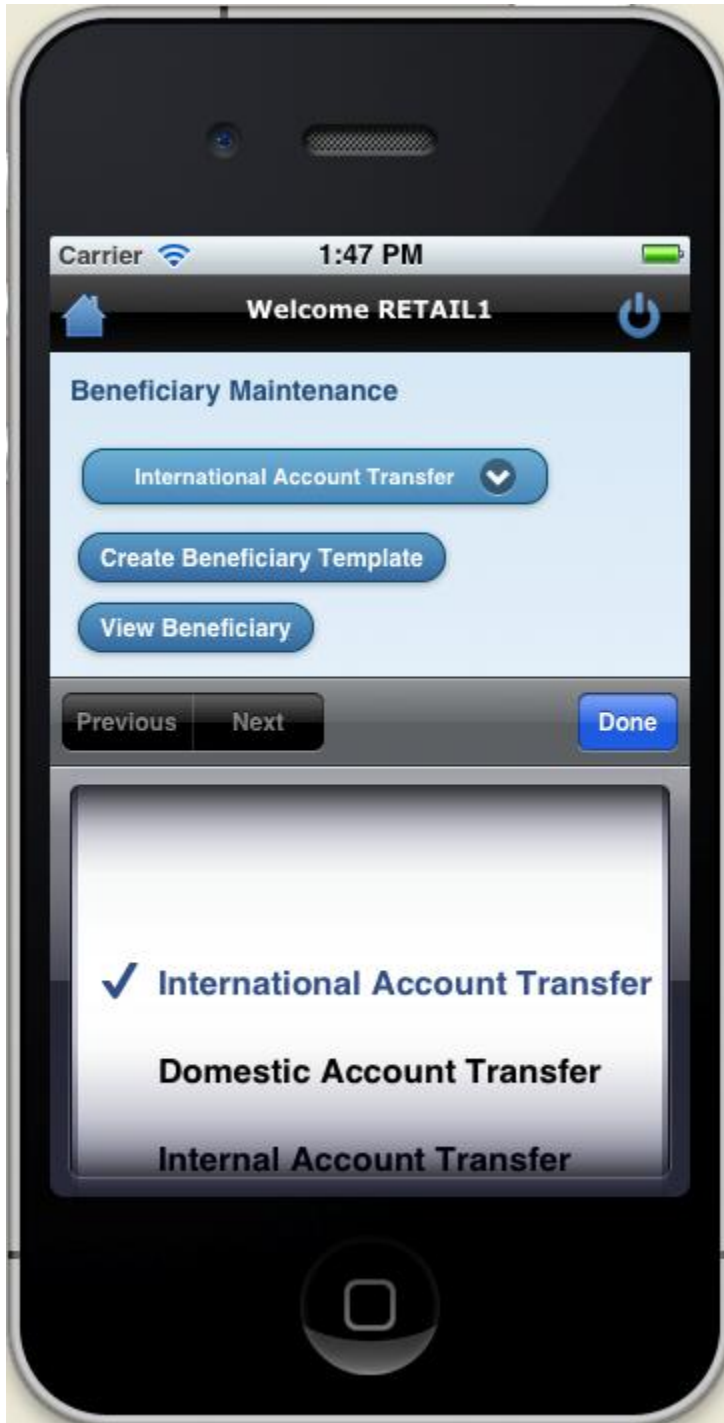 Carrier 1:47 PM
Welcome RETAIL1
Beneficiary Maintenance
International Account Transfer
Create Beneficiary Template
View Beneficiary
Previous Next Done
International Account Transfer
Domestic Account Transfer
Internal Account Transfer